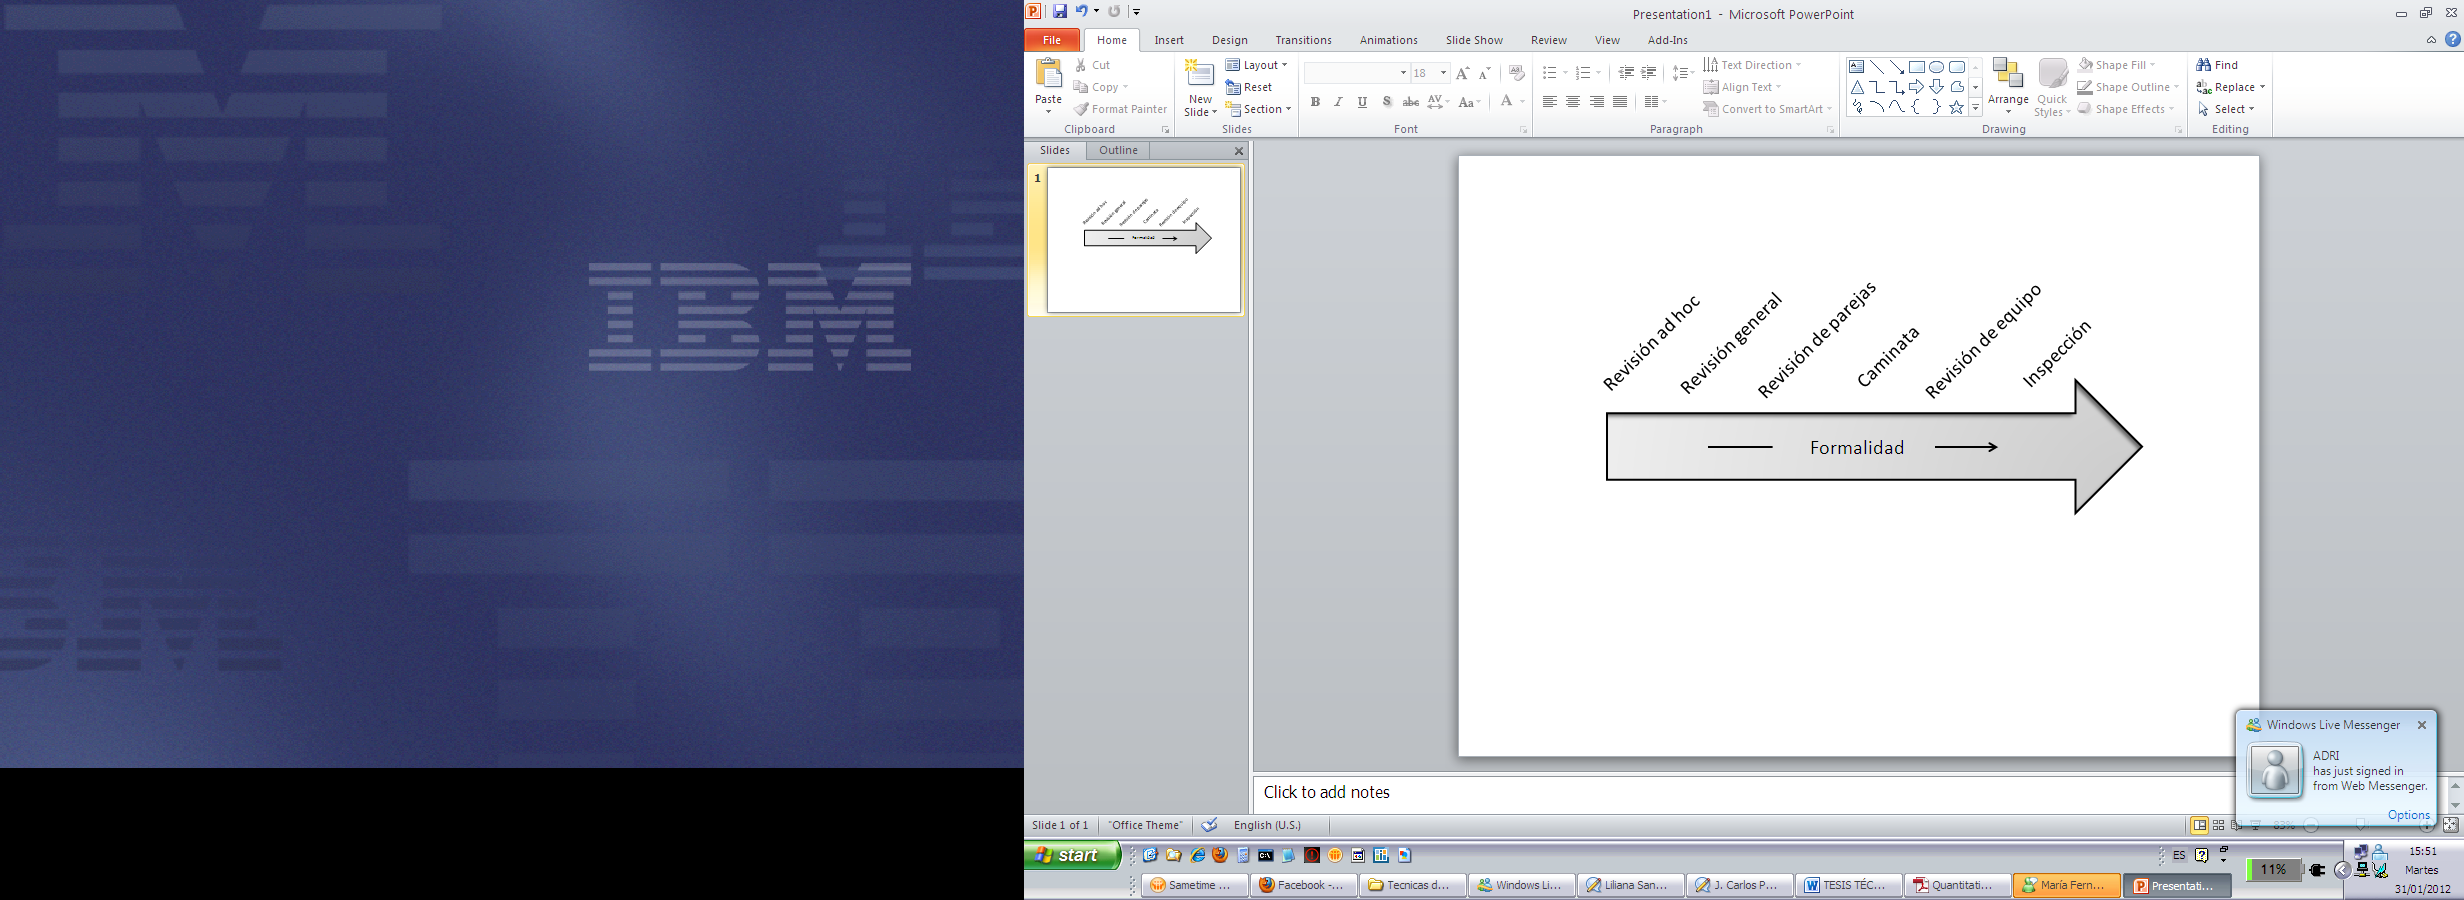 IBM
Presentation1 - Microsoft PowerPoint
File Home Insert Design Transitions Animations Slide Show Review View Add-Ins
Paste
Cut
Copy
Format Painter
Clipboard
New Slide
Layout
Reset
Section
Slides
18
Font
Text Direction
Align Text
Convert to SmartArt
Paragraph
Arrange
Quick Styles
Shape Fill
Shape Outline
Shape Effects
Drawing
Find
Replace
Select
Editing
Slides Outline
1
Revisión ad hoc
Revisión general
Revisión de parejas
Caminata
Revisión de equipo
Inspección
Formalidad
Click to add notes
Windows Live Messenger
ADRI
has just signed in
from Web Messenger.
Options
Slide 1 of 1 "Office Theme" English (U.S.) 83%
start
ES
11%
15:51
Martes
31/01/2012
Sametime ... Facebook -... Tecnicas d... Windows Li... Liliana San... J. Carlos P... TESIS TÉC... Quantitati... María Fern... Presentati...